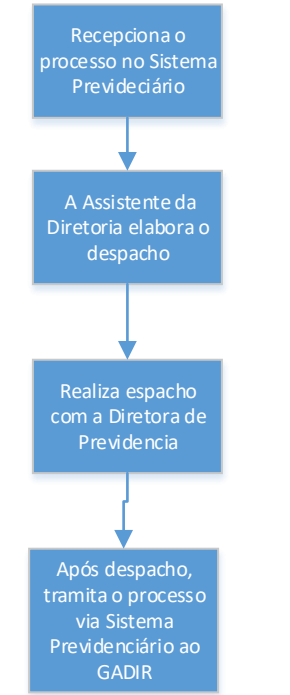 Recepciona o
processo no Sistema
Prevideciário
A Assistente da
Diretoria elabora o
despacho
Realiza espacho
com a Diretora de
Previdencia
Após despacho,
tramita o processo
via Sistema
Previdenciário ao
GADIR